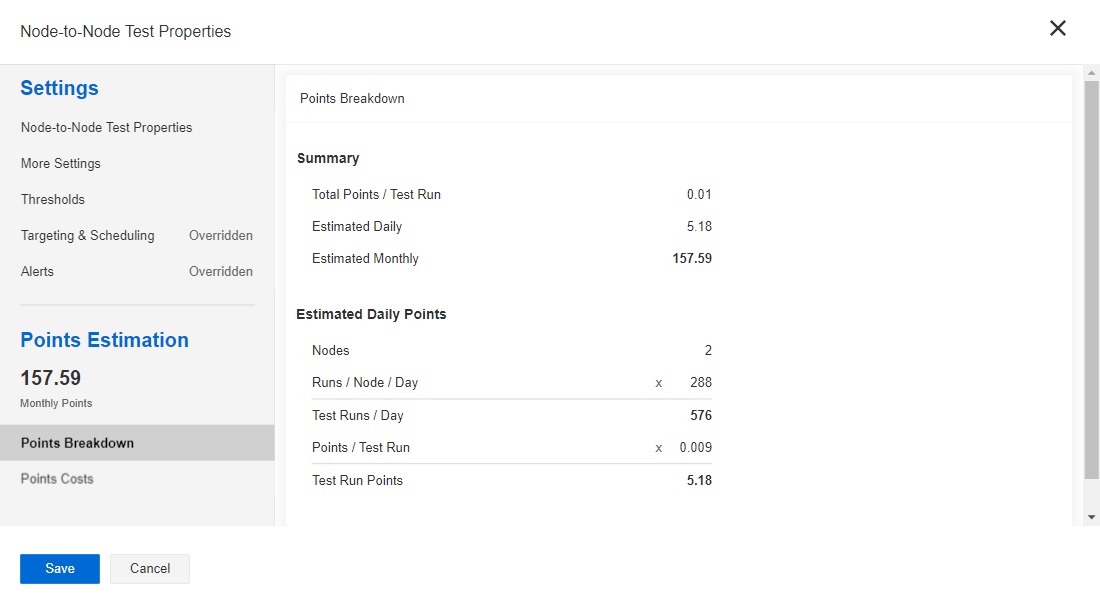 Node-to-Node Test Properties
Settings
Node-to-Node Test Properties
More Settings
Thresholds
Targeting & Scheduling Overridden
Alerts Overridden
Points Estimation
157.59
Monthly Points
Points Breakdown
Points Costs
Points Breakdown
Summary
Total Points / Test Run 0.01
Estimated Daily 5.18
Estimated Monthly 157.59
Estimated Daily Points
Nodes 2
Runs / Node / Day x 288
Test Runs / Day 576
Points / Test Run x 0.009
Test Run Points 5.18
Save Cancel